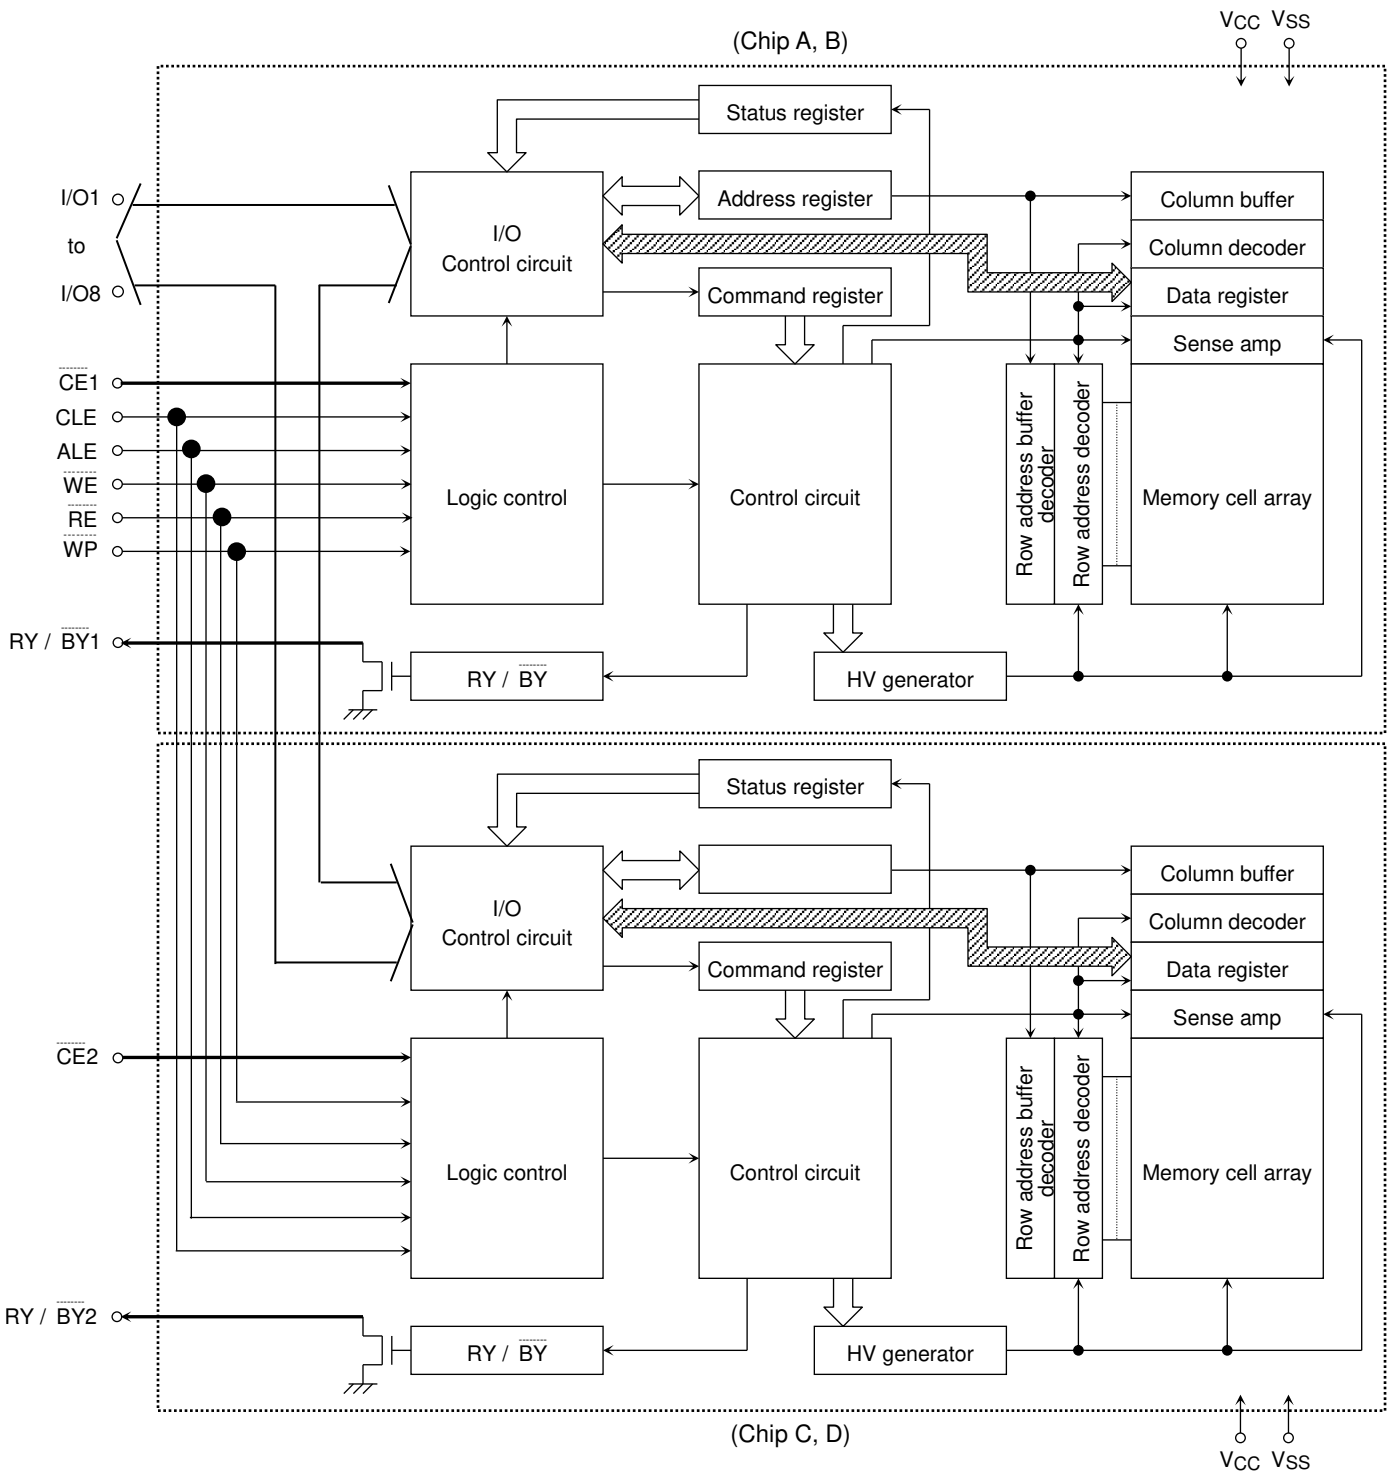 (Chip A, B)
VCC VSS
Status register
I/O1
to
I/O8
I/O
Control circuit
Address register
Column buffer
Column decoder
Command register
Data register
Sense amp
CE1
CLE
ALE
WE
RE
WP
Logic control
Control circuit
Row address buffer
decoder
Row address decoder
Memory cell array
RY / BY1
RY / BY
HV generator
Status register
I/O
Control circuit
Column buffer
Column decoder
Command register
Data register
Sense amp
CE2
Logic control
Control circuit
Row address buffer
decoder
Row address decoder
Memory cell array
RY / BY2
RY / BY
HV generator
(Chip C, D)
VCC VSS